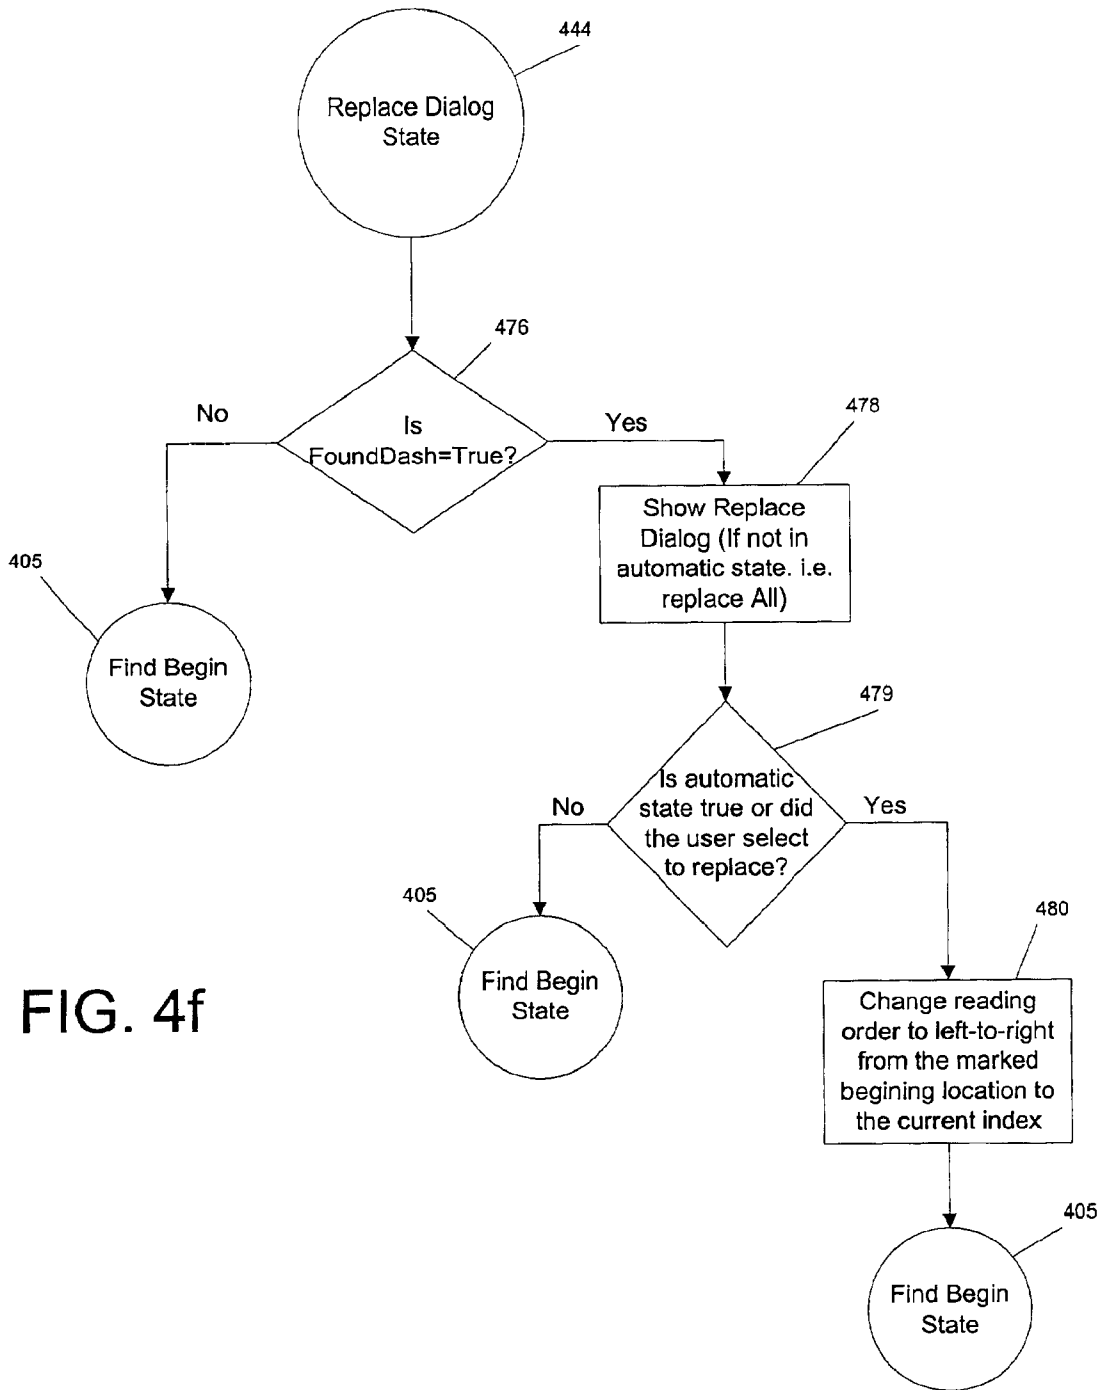 444
Replace Dialog
State
476
No
Is
FoundDash=True?
Yes
478
Show Replace
Dialog (If not in
automatic state. i.e.
replace All)
405
Find Begin
State
479
Is automatic
state true or did
the user select
to replace?
No
Yes
405
Find Begin
State
480
Change reading
order to left-to-right
from the marked
begining location to
the current index
405
Find Begin
State
FIG. 4f